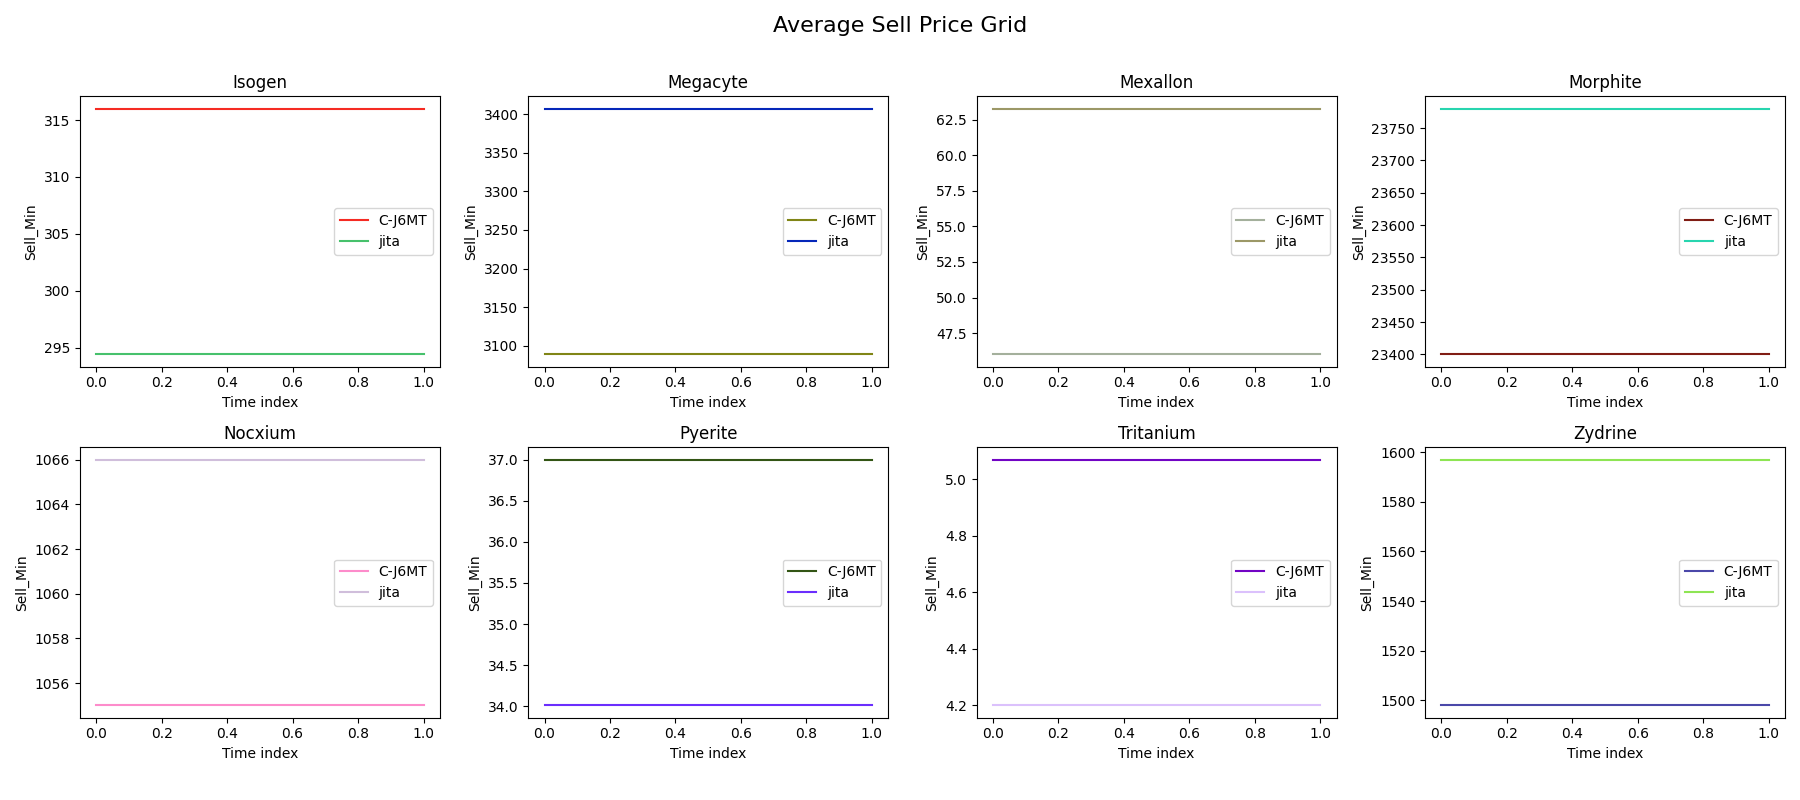 Average Sell Price Grid
Isogen
Sell_Min
315
310
305
300
295
C-J6MT
jita
0.0 0.2 0.4 0.6 0.8 1.0
Time index
Megacyte
Sell_Min
3400
3350
3300
3250
3200
3150
3100
C-J6MT
jita
0.0 0.2 0.4 0.6 0.8 1.0
Time index
Mexallon
Sell_Min
62.5
60.0
57.5
55.0
52.5
50.0
47.5
C-J6MT
jita
0.0 0.2 0.4 0.6 0.8 1.0
Time index
Morphite
Sell_Min
23750
23700
23650
23600
23550
23500
23450
23400
C-J6MT
jita
0.0 0.2 0.4 0.6 0.8 1.0
Time index
Nocxium
Sell_Min
1066
1064
1062
1060
1058
1056
C-J6MT
jita
0.0 0.2 0.4 0.6 0.8 1.0
Time index
Pyerite
Sell_Min
37.0
36.5
36.0
35.5
35.0
34.5
34.0
C-J6MT
jita
0.0 0.2 0.4 0.6 0.8 1.0
Time index
Tritanium
Sell_Min
5.0
4.8
4.6
4.4
4.2
C-J6MT
jita
0.0 0.2 0.4 0.6 0.8 1.0
Time index
Zydrine
Sell_Min
1600
1580
1560
1540
1520
1500
C-J6MT
jita
0.0 0.2 0.4 0.6 0.8 1.0
Time index